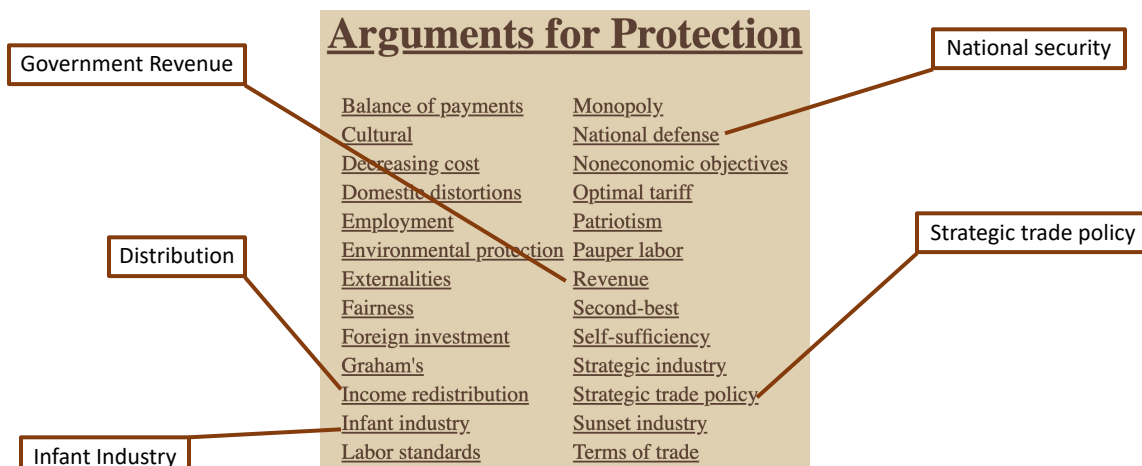 Arguments for Protection
Government Revenue
National security
Balance of payments
Monopoly
Cultural
National defense
Decreasing cost
Noneconomic objectives
Domestic distortions
Optimal tariff
Employment
Patriotism
Environmental protection
Pauper labor
Strategic trade policy
Distribution
Externalities
Revenue
Fairness
Second-best
Foreign investment
Self-sufficiency
Graham's
Strategic industry
Income redistribution
Strategic trade policy
Infant industry
Sunset industry
Labor standards
Terms of trade
Infant Industry